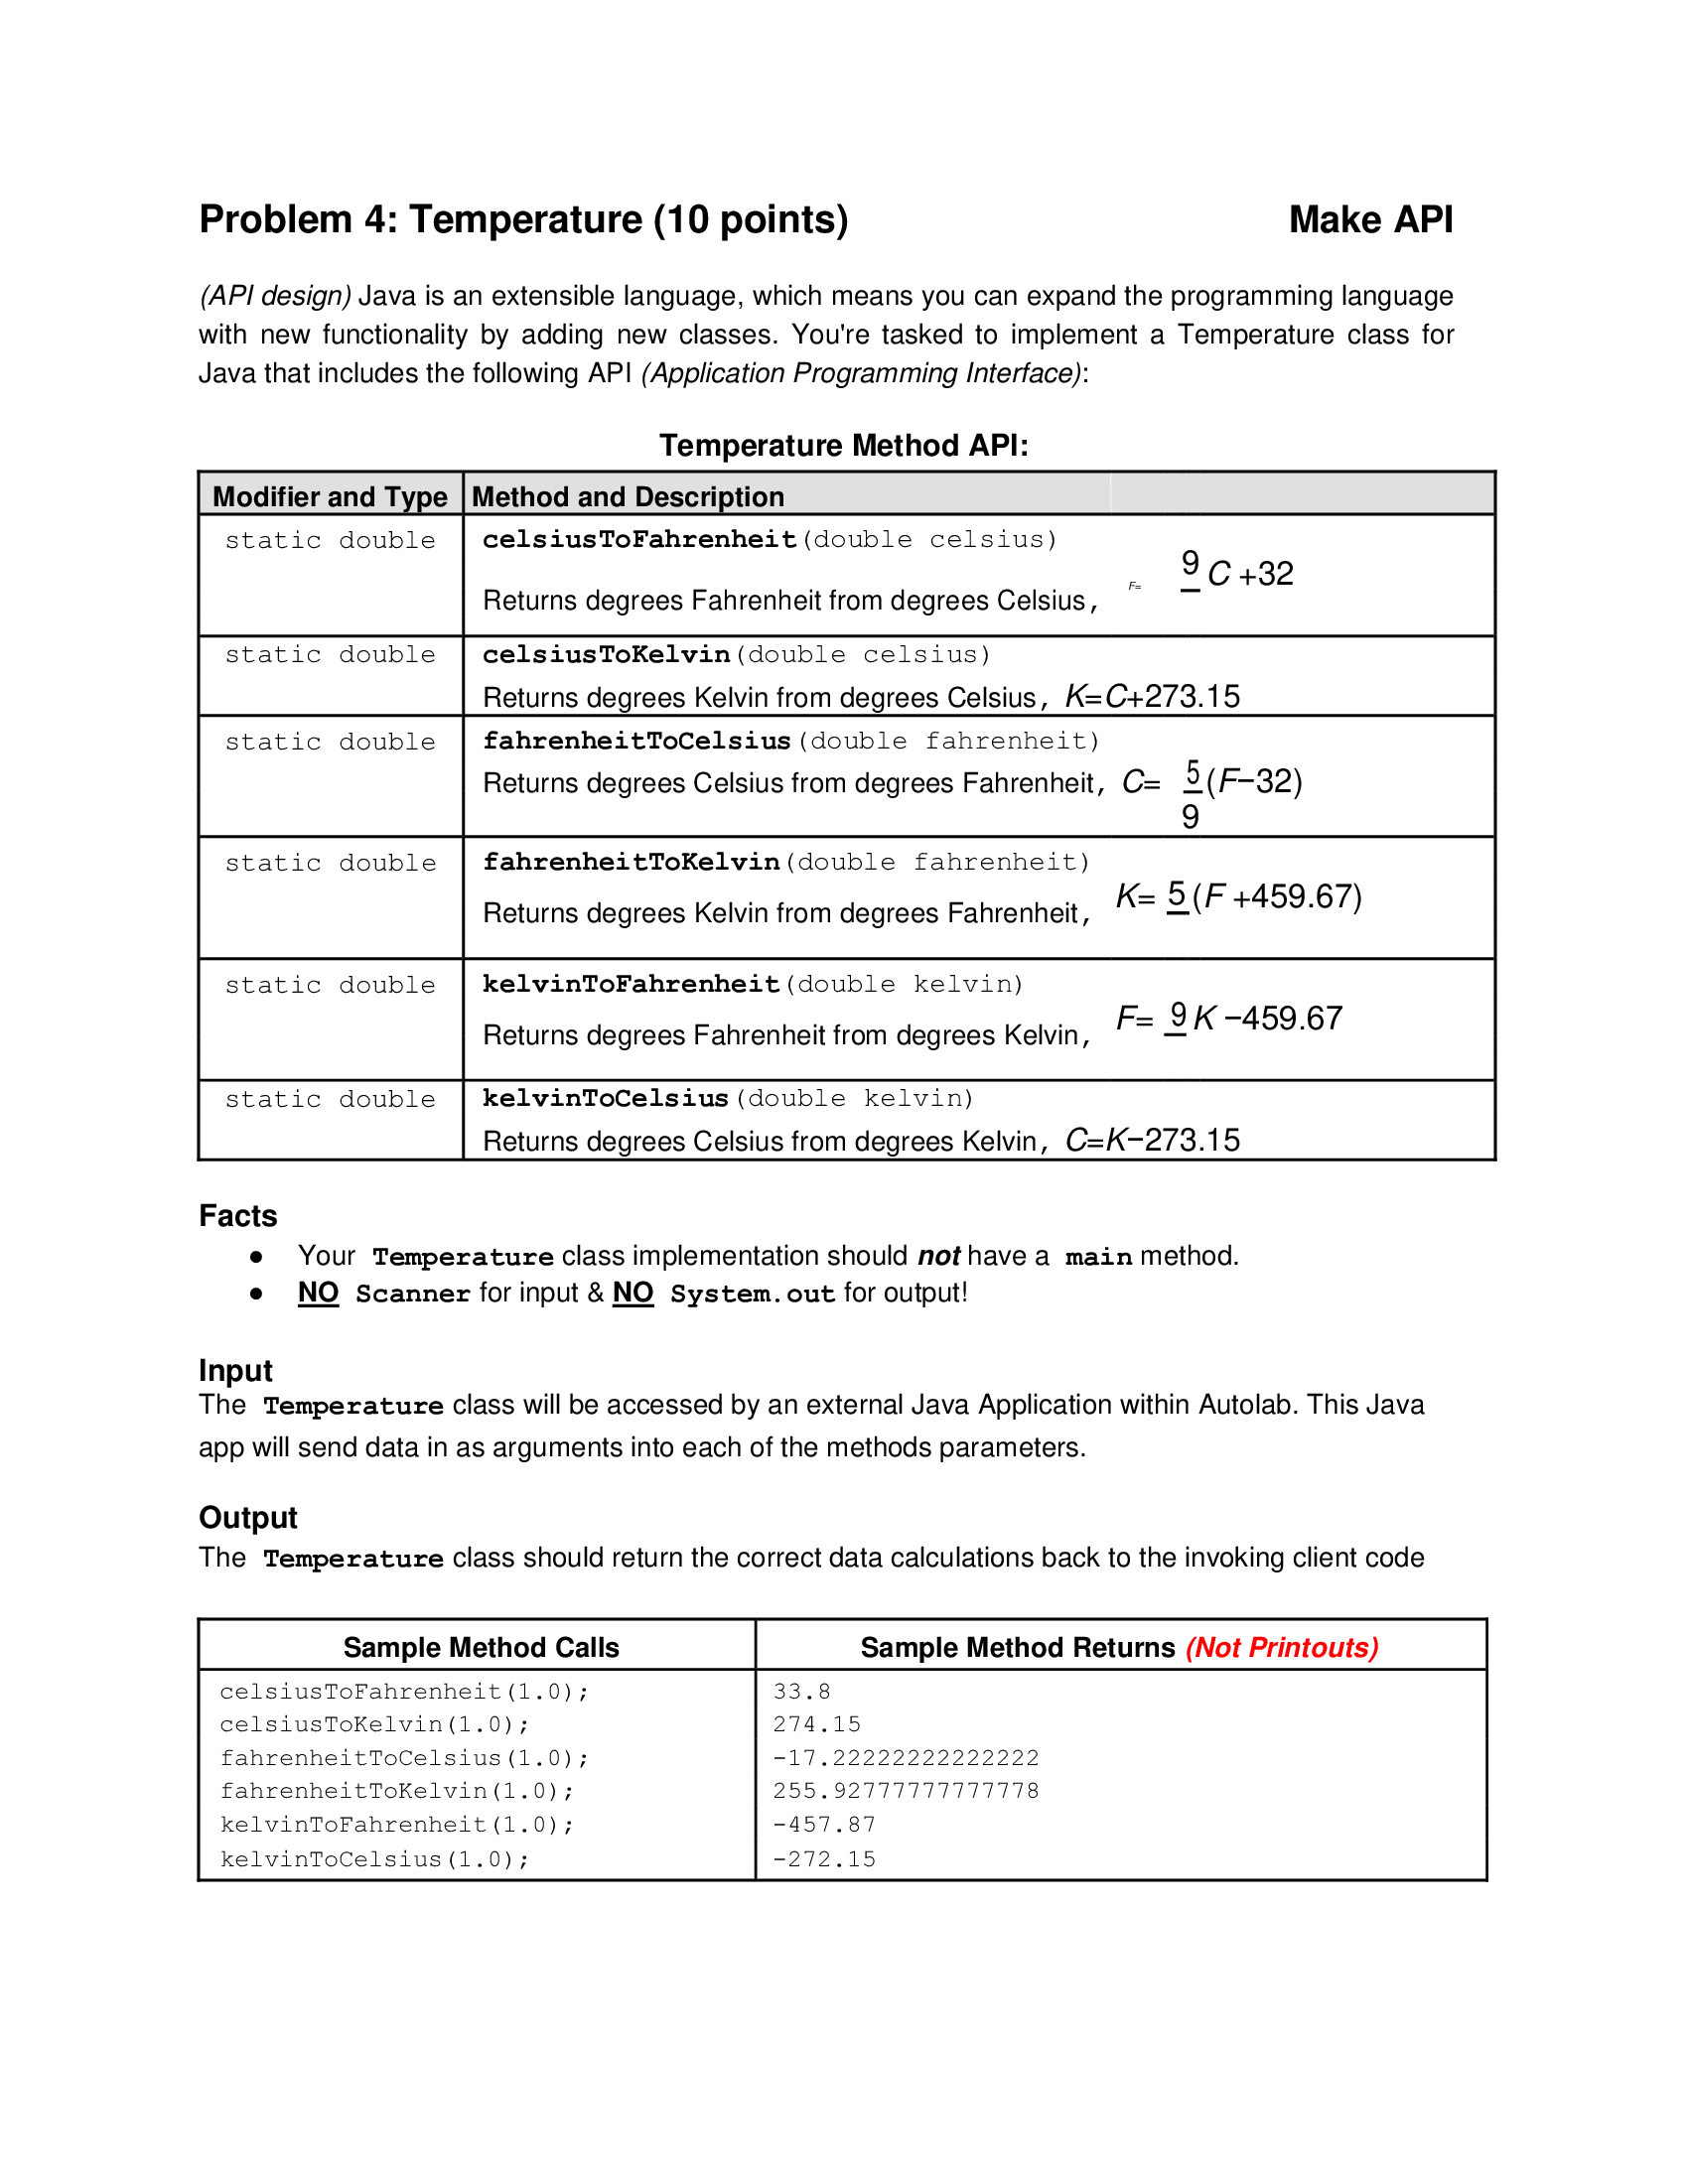 Problem 4: Temperature (10 points) Make API
(API design) Java is an extensible language, which means you can expand the programming language
with new functionality by adding new classes. You're tasked to implement a Temperature class for
Java that includes the following API (Application Programming Interface):
Temperature Method API:
Modifier and Type Method and Description
static double celsiusToFahrenheit(double celsius)
Returns degrees Fahrenheit from degrees Celsius, F= 9 C +32
static double celsiusToKelvin(double celsius)
Returns degrees Kelvin from degrees Celsius, K=C+273.15
static double fahrenheitToCelsius(double fahrenheit)
Returns degrees Celsius from degrees Fahrenheit, C= 5 (F−32)
9
static double fahrenheitToKelvin(double fahrenheit)
Returns degrees Kelvin from degrees Fahrenheit, K= 5 (F +459.67)
static double kelvinToFahrenheit(double kelvin)
Returns degrees Fahrenheit from degrees Kelvin, F= 9 K −459.67
static double kelvinToCelsius(double kelvin)
Returns degrees Celsius from degrees Kelvin, C=K−273.15
Facts
● Your Temperature class implementation should not have a main method.
● NO Scanner for input & NO System.out for output!
Input
The Temperature class will be accessed by an external Java Application within Autolab. This Java
app will send data in as arguments into each of the methods parameters.
Output
The Temperature class should return the correct data calculations back to the invoking client code
Sample Method Calls Sample Method Returns (Not Printouts)
celsiusToFahrenheit(1.0); 33.8
celsiusToKelvin(1.0); 274.15
fahrenheitToCelsius(1.0); -17.22222222222222
fahrenheitToKelvin(1.0); 255.92777777777778
kelvinToFahrenheit(1.0); -457.87
kelvinToCelsius(1.0); -272.15